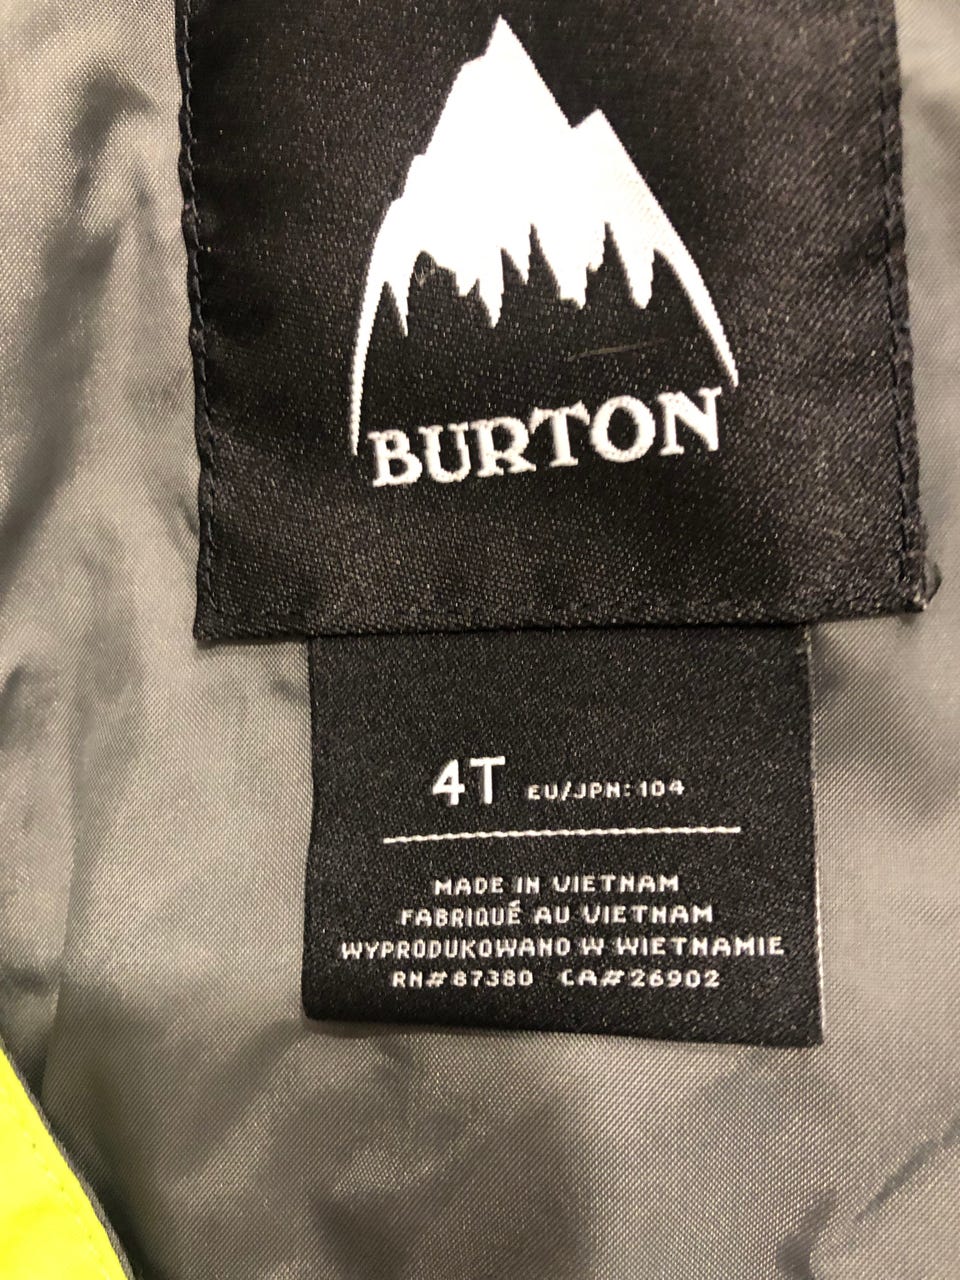 BURTON
4T EU/JPN: 104
MADE IN VIETNAM
FABRIQUÉ AU VIETNAM
WYPRODUKOWANO W WIETNAMIE
RN#87380 CA#26902